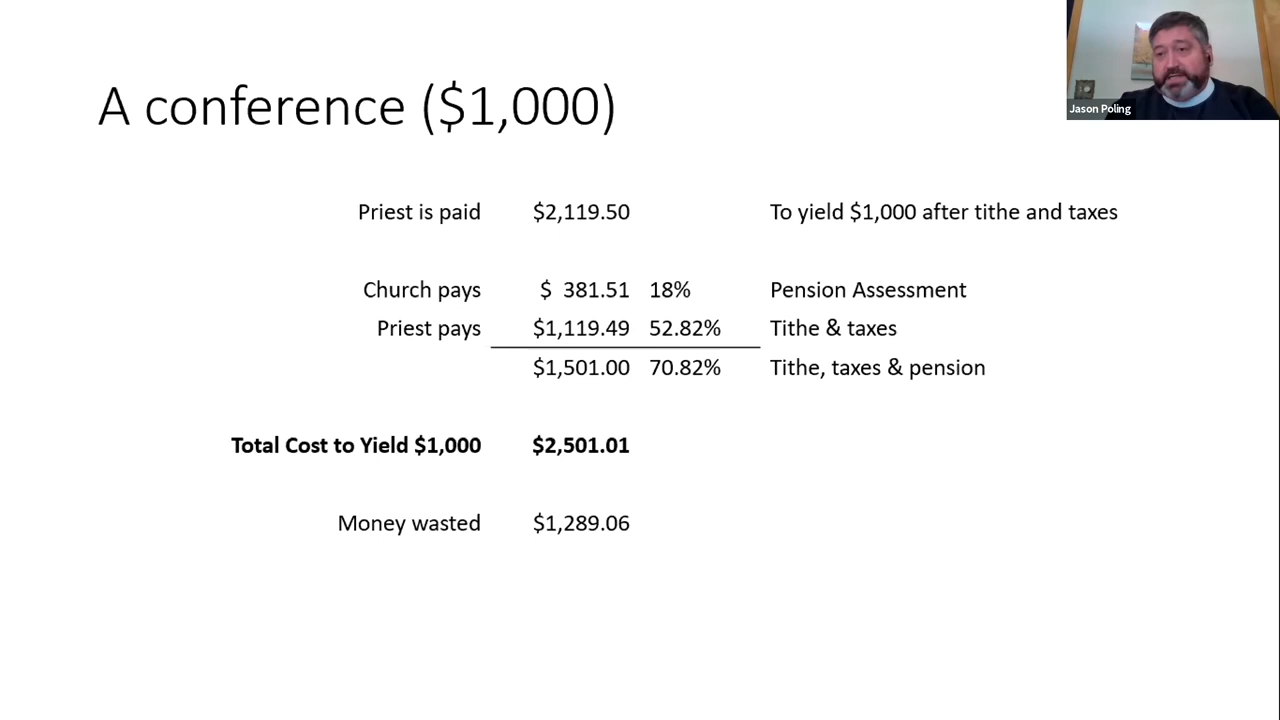 A conference ($1,000)
Jason Poling
Priest is paid $2,119.50 To yield $1,000 after tithe and taxes
Church pays $ 381.51 18% Pension Assessment
Priest pays $1,119.49 52.82% Tithe & taxes
$1,501.00 70.82% Tithe, taxes & pension
Total Cost to Yield $1,000 $2,501.01
Money wasted $1,289.06